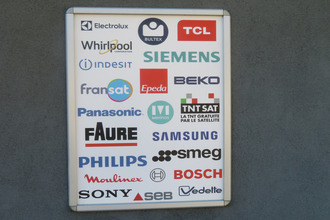 Electrolux
BULTEX
TCL
Whirlpool
SIEMENS
indesit
fransat
Epeda
BEKO
Panasonic
TNT SAT
LA TNT GRATUITE
PAR LE SATELLITE
FAURE
SAMSUNG
PHILIPS
smeg
Moulinex
BOSCH
SONY
SEB
Vedette